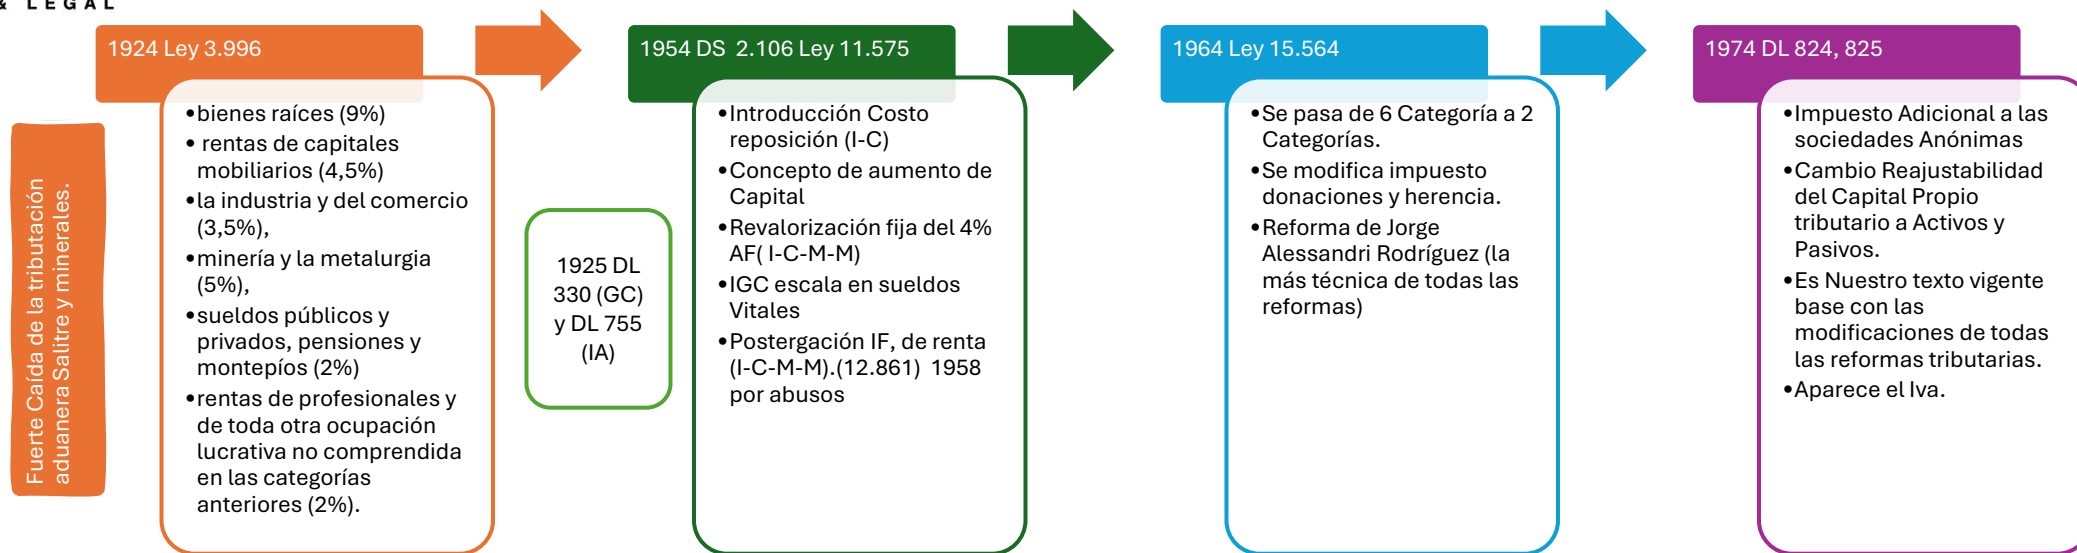 & LEGAL
Fuerte Caída de la tributación
aduanera Salitre y minerales.
1924 Ley 3.996
•bienes raíces (9%)
• rentas de capitales
mobiliarios (4,5%)
•la industria y del comercio
(3,5%),
•minería y la metalurgia
(5%),
•sueldos públicos y
privados, pensiones y
montepíos (2%)
•rentas de profesionales y
de toda otra ocupación
lucrativa no comprendida
en las categorías
anteriores (2%).
1925 DL
330 (GC)
y DL 755
(IA)
1954 DS  2.106 Ley 11.575
•Introducción Costo
reposición (I-C)
•Concepto de aumento de
Capital
•Revalorización fija del 4%
AF( I-C-M-M)
•IGC escala en sueldos
Vitales
•Postergación IF, de renta
(I-C-M-M).(12.861)  1958
por abusos
1964 Ley 15.564
•Se pasa de 6 Categoría a 2
Categorías.
•Se modifica impuesto
donaciones y herencia.
•Reforma de Jorge
Alessandri Rodríguez (la
más técnica de todas las
reformas)
1974 DL 824, 825
•Impuesto Adicional a las
sociedades Anónimas
•Cambio Reajustabilidad
del Capital Propio
tributario a Activos y
Pasivos.
•Es Nuestro texto vigente
base con las
modificaciones de todas
las reformas tributarias.
•Aparece el Iva.